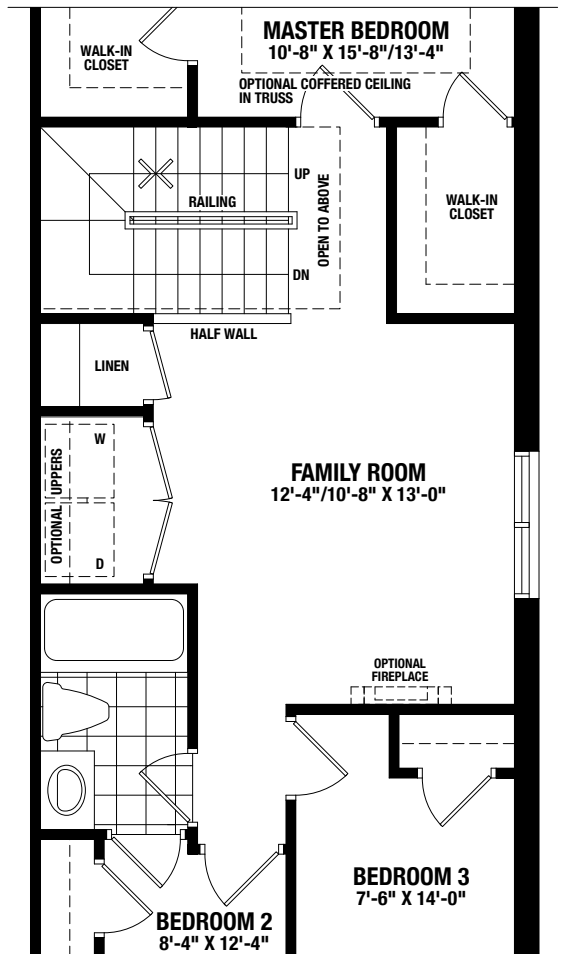 MASTER BEDROOM
10'-8" X 15'-8"/13'-4"
WALK-IN
CLOSET
OPTIONAL COFFERED CEILING
IN TRUSS
UP
RAILING
OPEN TO ABOVE
WALK-IN
CLOSET
DN
HALF WALL
LINEN
W
OPTIONAL UPPERS
D
FAMILY ROOM
12'-4"/10'-8" X 13'-0"
OPTIONAL
FIREPLACE
BEDROOM 3
7'-6" X 14'-0"
BEDROOM 2
8'-4" X 12'-4"